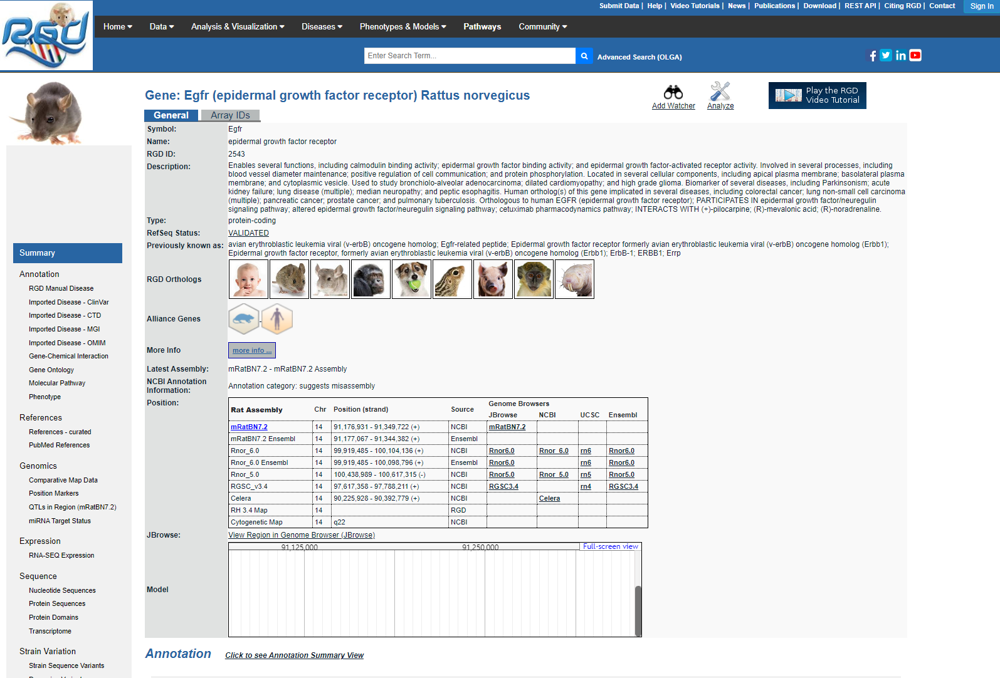 Submit Data | Help | Video Tutorials | News | Publications | Download | REST API | Citing RGD | Contact
Sign In
RGD
Home Data Analysis & Visualization Diseases Phenotypes & Models Pathways Community
Enter Search Term...
Advanced Search (OLGA)
Gene: Egfr (epidermal growth factor receptor) Rattus norvegicus
Add Watcher
Analyze
Play the RGD
Video Tutorial
General
Array IDs
Symbol: Egfr
Name: epidermal growth factor receptor
RGD ID: 2543
Description: Enables several functions, including calmodulin binding activity; epidermal growth factor binding activity; and epidermal growth factor-activated receptor activity. Involved in several processes, including
blood vessel diameter maintenance; positive regulation of cell communication; and protein phosphorylation. Located in several cellular components, including apical plasma membrane; basolateral plasma
membrane; and cytoplasmic vesicle. Used to study bronchiolo-alveolar adenocarcinoma; dilated cardiomyopathy; and high grade glioma. Biomarker of several diseases, including Parkinsonism; acute
kidney failure; lung disease (multiple); median neuropathy; and peptic esophagitis. Human ortholog(s) of this gene implicated in several diseases, including colorectal cancer; lung non-small cell carcinoma
(multiple); pancreatic cancer; prostate cancer; and pulmonary tuberculosis. Orthologous to human EGFR (epidermal growth factor receptor); PARTICIPATES IN epidermal growth factor/neuregulin
signaling pathway; altered epidermal growth factor/neuregulin signaling pathway; cetuximab pharmacodynamics pathway; INTERACTS WITH (+)-pilocarpine; (R)-mevalonic acid; (R)-noradrenaline.
Type: protein-coding
RefSeq Status: VALIDATED
Previously known as: avian erythroblastic leukemia viral (v-erbB) oncogene homolog; Egfr-related peptide; Epidermal growth factor receptor formerly avian erythroblastic leukemia viral (v-erbB) oncogene homolog (Erbb1);
Epidermal growth factor receptor, formerly avian erythroblastic leukemia viral (v-erbB) oncogene homolog (Erbb1); ErbB-1; ERBB1; Errp
RGD Orthologs
Alliance Genes
More Info more info ...
Latest Assembly: mRatBN7.2 - mRatBN7.2 Assembly
NCBI Annotation
Information:
Annotation category: suggests misassembly
Position:
Genome Browsers
Rat Assembly Chr Position (strand) Source JBrowse NCBI UCSC Ensembl
mRatBN7.2 14 91,176,931 - 91,349,722 (+) NCBI mRatBN7.2
mRatBN7.2 Ensembl 14 91,177,067 - 91,344,382 (+) Ensembl
Rnor_6.0 14 99,919,485 - 100,104,136 (+) NCBI Rnor6.0 Rnor_6.0 rn6 Rnor6.0
Rnor_6.0 Ensembl 14 99,919,485 - 100,098,796 (+) Ensembl Rnor6.0 rn6 Rnor6.0
Rnor_5.0 14 100,438,989 - 100,617,315 (-) NCBI Rnor5.0 Rnor_5.0 rn5 Rnor5.0
RGSC_v3.4 14 97,617,358 - 97,788,211 (+) NCBI RGSC3.4 rn4 RGSC3.4
Celera 14 90,225,928 - 90,392,779 (+) NCBI Celera
RH 3.4 Map 14 RGD
Cytogenetic Map 14 q22 NCBI
JBrowse: View Region in Genome Browser (JBrowse)
91,125,000
91,250,000
Full-screen view
Model
Annotation
Click to see Annotation Summary View
Summary
Annotation
RGD Manual Disease
Imported Disease - ClinVar
Imported Disease - CTD
Imported Disease - MGI
Imported Disease - OMIM
Gene-Chemical Interaction
Gene Ontology
Molecular Pathway
Phenotype
References
References - curated
PubMed References
Genomics
Comparative Map Data
Position Markers
QTLs in Region (mRatBN7.2)
miRNA Target Status
Expression
RNA-SEQ Expression
Sequence
Nucleotide Sequences
Protein Sequences
Protein Domains
Transcriptome
Strain Variation
Strain Sequence Variants